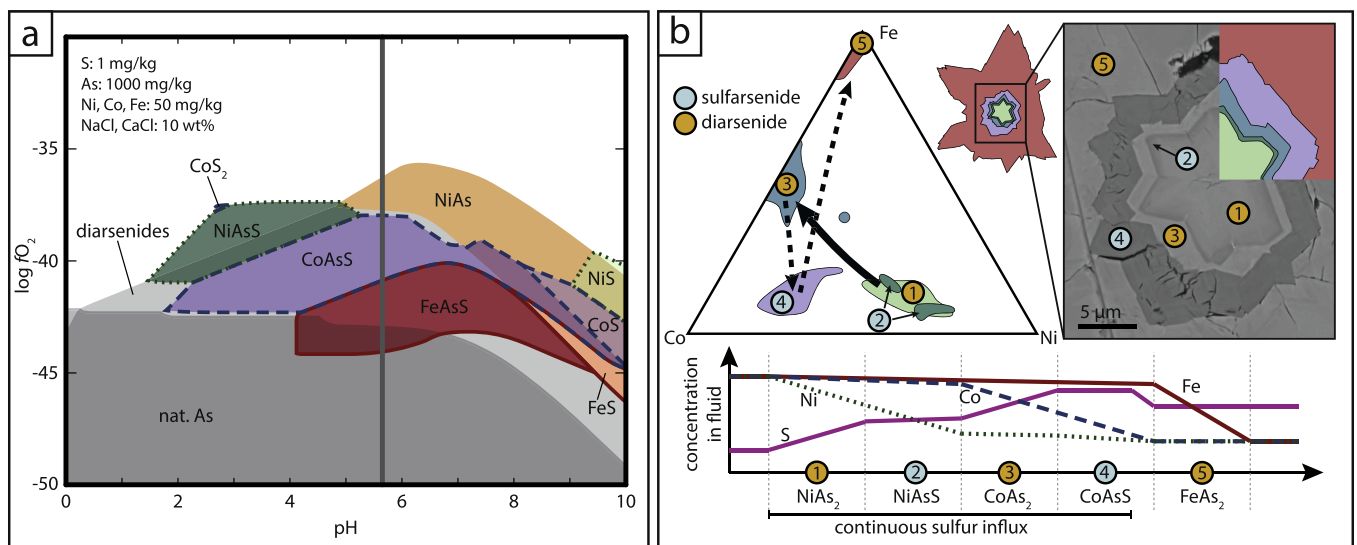 a
S: 1 mg/kg
As: 1000 mg/kg
Ni, Co, Fe: 50 mg/kg
NaCl, CaCl: 10 wt%
-35
-40
-45
-50
log fO2
CoS2
diarsenides
NiAsS
NiAs
CoAsS
NiS
FeAsS
CoS
FeS
nat. As
0
2
4
6
8
10
pH
b
5
Fe
sulfarsenide
diarsenide
3
4
1
2
Co
Ni
5
2
1
4
3
5 µm
concentration
in fluid
Ni
Co
Fe
S
1
2
3
4
5
NiAs2
NiAsS
CoAs2
CoAsS
FeAs2
continuous sulfur influx